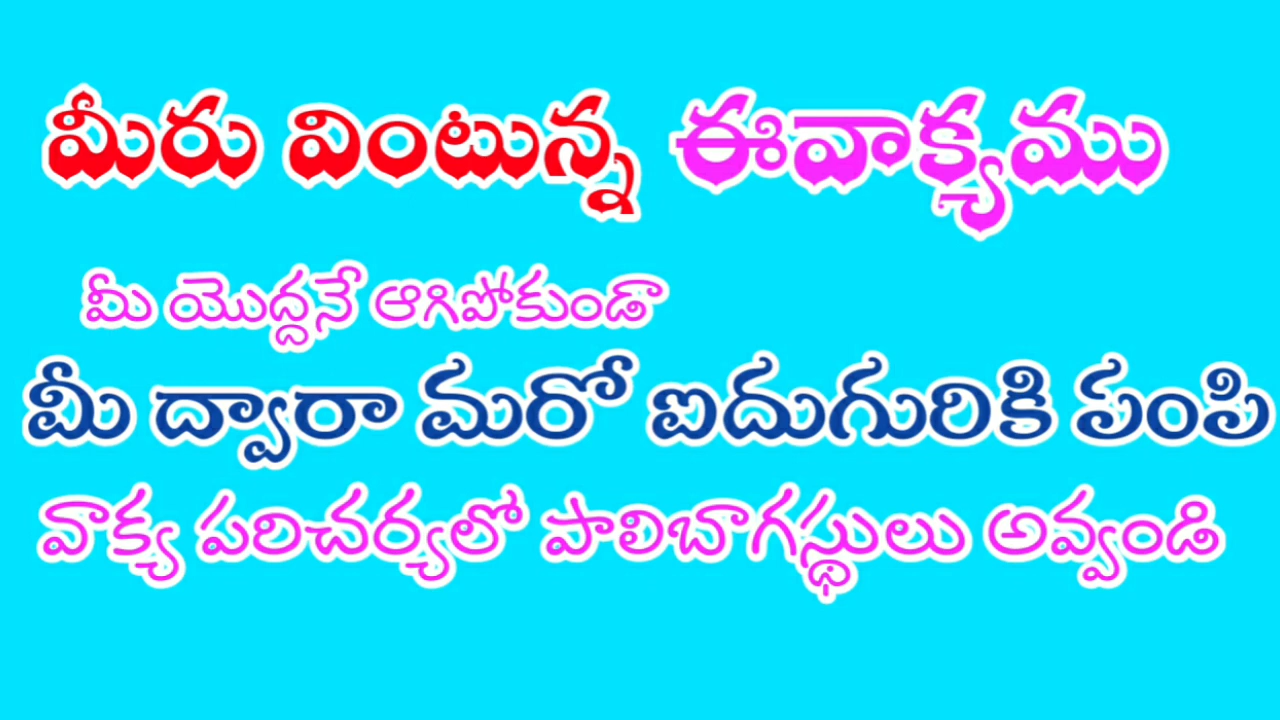 మీరు వింటున్న ఈవాక్యము
మీ యొద్దనే ఆగిపోకుండా
మీ ద్వారా మరో ఐదుగురికి పంపి
వాక్య పరిచర్యలో పాలిబాగస్థులు అవ్వండి